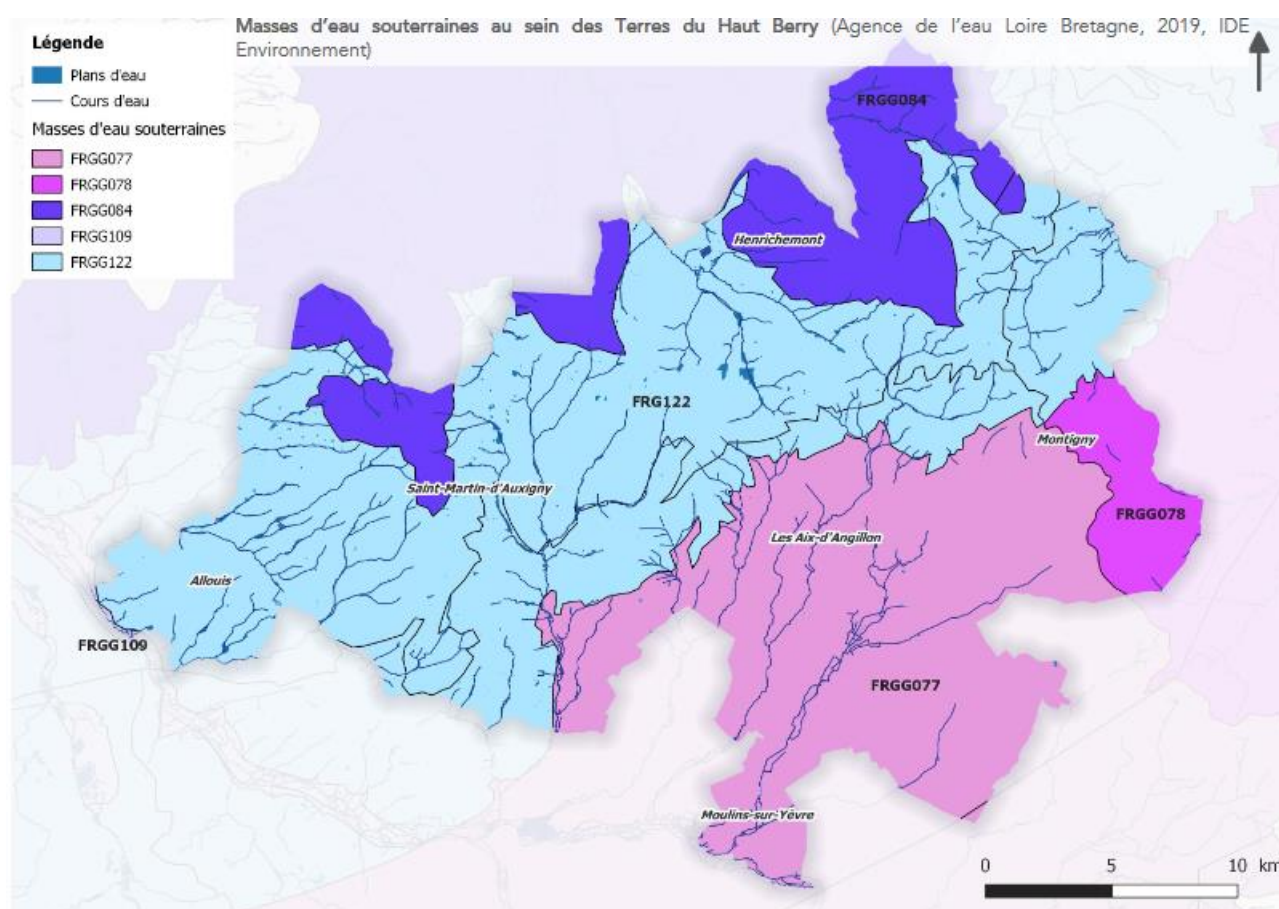 Masses d’eau souterraines au sein des Terres du Haut Berry (Agence de l’eau Loire Bretagne, 2019, IDE
Environnement)
Légende
Plans d'eau
Cours d'eau
Masses d'eau souterraines
FRGG077
FRGG078
FRGG084
FRGG109
FRGG122
FRGG084
Henrichemont
FRG122
Montigny
Saint-Martin-d'Auxigny
FRGG078
Les Aix-d'Angillon
Allouis
FRGG109
FRGG077
Moulins-sur-Yèvre
0 5 10 km